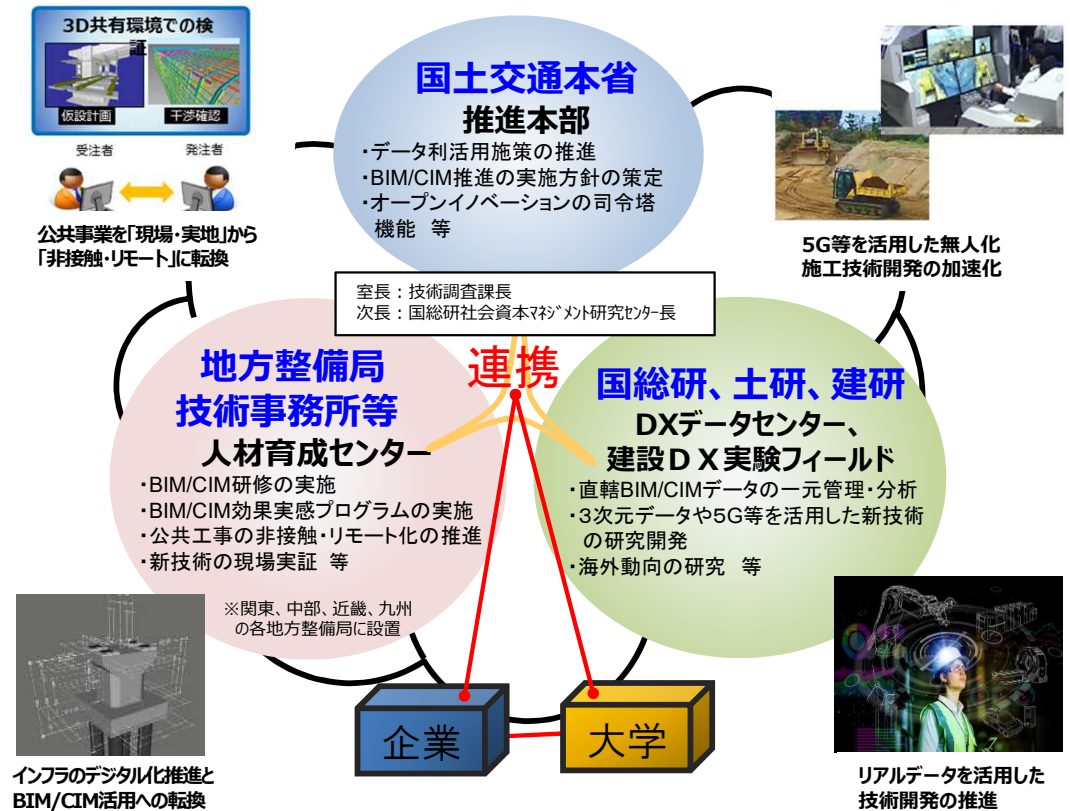 3D共有環境での検
証
仮設計画
干渉確認
受注者
発注者
公共事業を「現場・実地」から
「非接触・リモート」に転換
国土交通本省
推進本部
・データ利活用施策の推進
・BIM/CIM推進の実施方針の策定
・オープンイノベーションの司令塔
機能 等
5G等を活用した無人化
施工技術開発の加速化
室長：技術調査課長
次長：国総研社会資本ﾏﾈｼﾞﾒﾝﾄ研究ｾﾝﾀｰ長
連携
地方整備局
技術事務所等
人材育成センター
・BIM/CIM研修の実施
・BIM/CIM効果実感プログラムの実施
・公共工事の非接触・リモート化の推進
・新技術の現場実証 等
※関東、中部、近畿、九州
の各地方整備局に設置
国総研、土研、建研
DXデータセンター、
建設ＤＸ実験フィールド
・直轄BIM/CIMデータの一元管理・分析
・３次元データや５G等を活用した新技術
の研究開発
・海外動向の研究 等
企業
大学
インフラのデジタル化推進と
BIM/CIM活用への転換
リアルデータを活用した
技術開発の推進